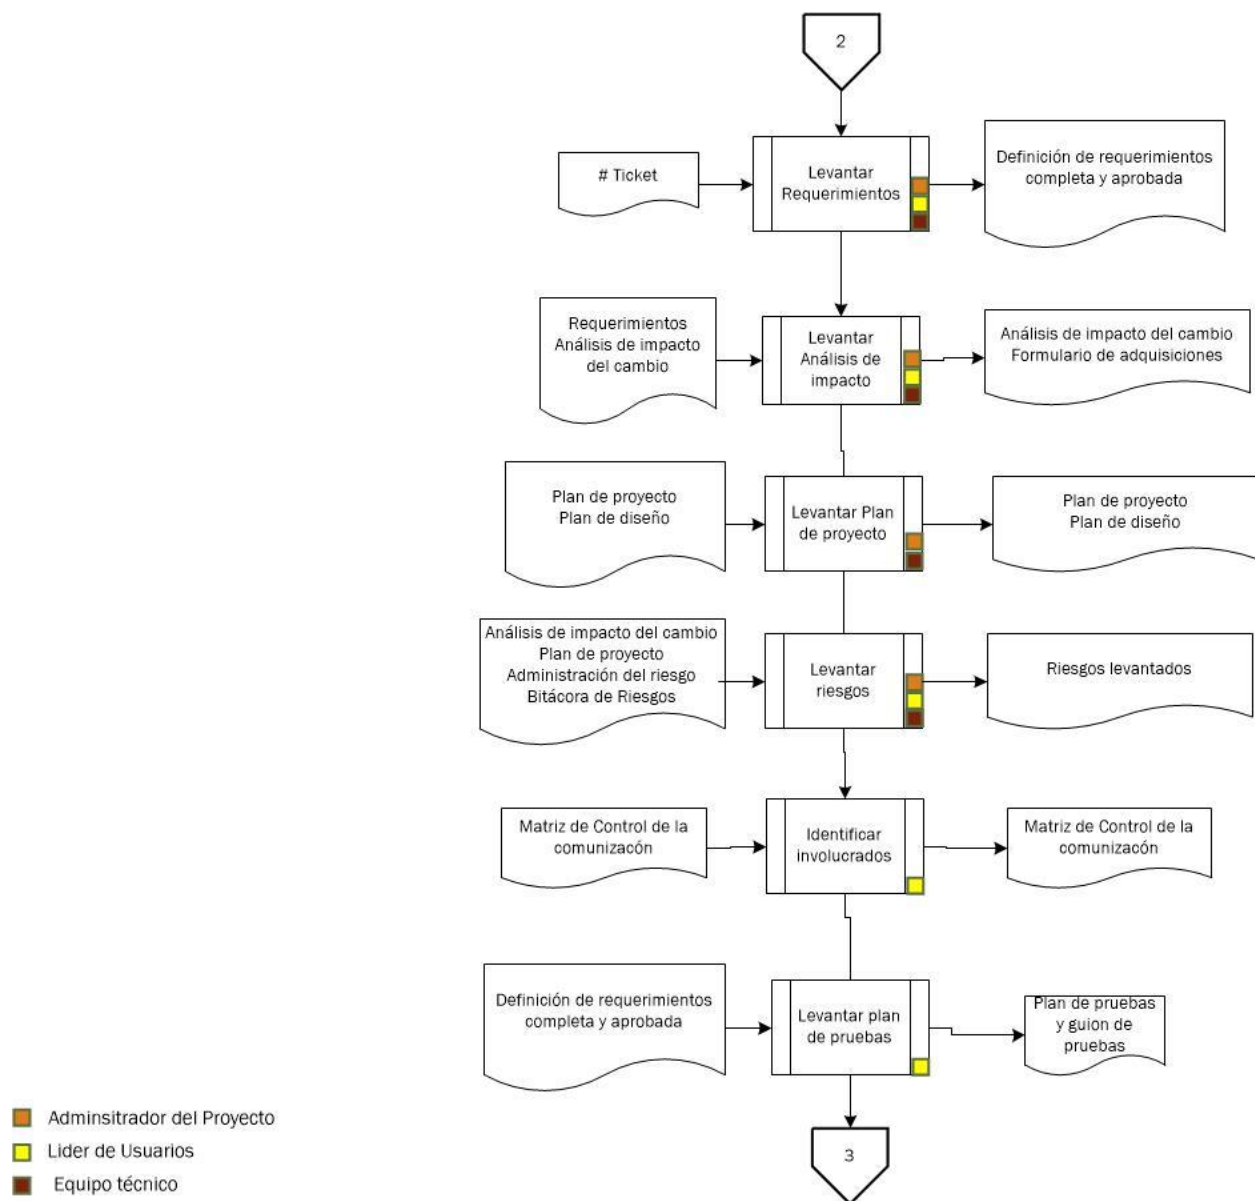 2
# Ticket
Levantar
Requerimientos
Definición de requerimientos
completa y aprobada
Requerimientos
Análisis de impacto
del cambio
Levantar
Análisis de
impacto
Análisis de impacto del cambio
Formulario de adquisiciones
Plan de proyecto
Plan de diseño
Levantar Plan
de proyecto
Plan de proyecto
Plan de diseño
Análisis de impacto del cambio
Plan de proyecto
Administración del riesgo
Bitácora de Riesgos
Levantar
riesgos
Riesgos levantados
Matriz de Control de la
comunizacón
Identificar
involucrados
Matriz de Control de la
comunizacón
Definición de requerimientos
completa y aprobada
Levantar plan
de pruebas
Plan de pruebas
y guion de
pruebas
3
Adminsitrador del Proyecto
Lider de Usuarios
Equipo técnico